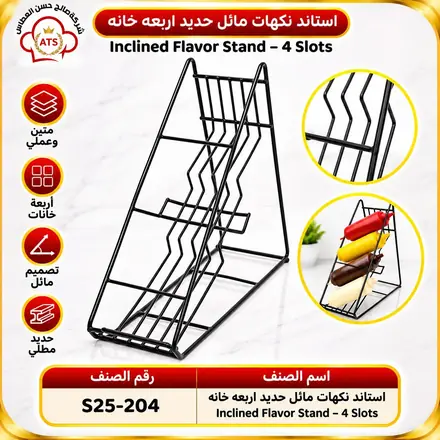 شركة صالح حسن العطاس
ATS
استاند نكهات مائل حديد اربعه خانه
Inclined Flavor Stand – 4 Slots
متين
وعملي
أربعة
خانات
تصميم
مائل
حديد
مطلي
اسم الصنف
رقم الصنف
استاند نكهات مائل حديد اربعه خانه
Inclined Flavor Stand – 4 Slots
S25-204